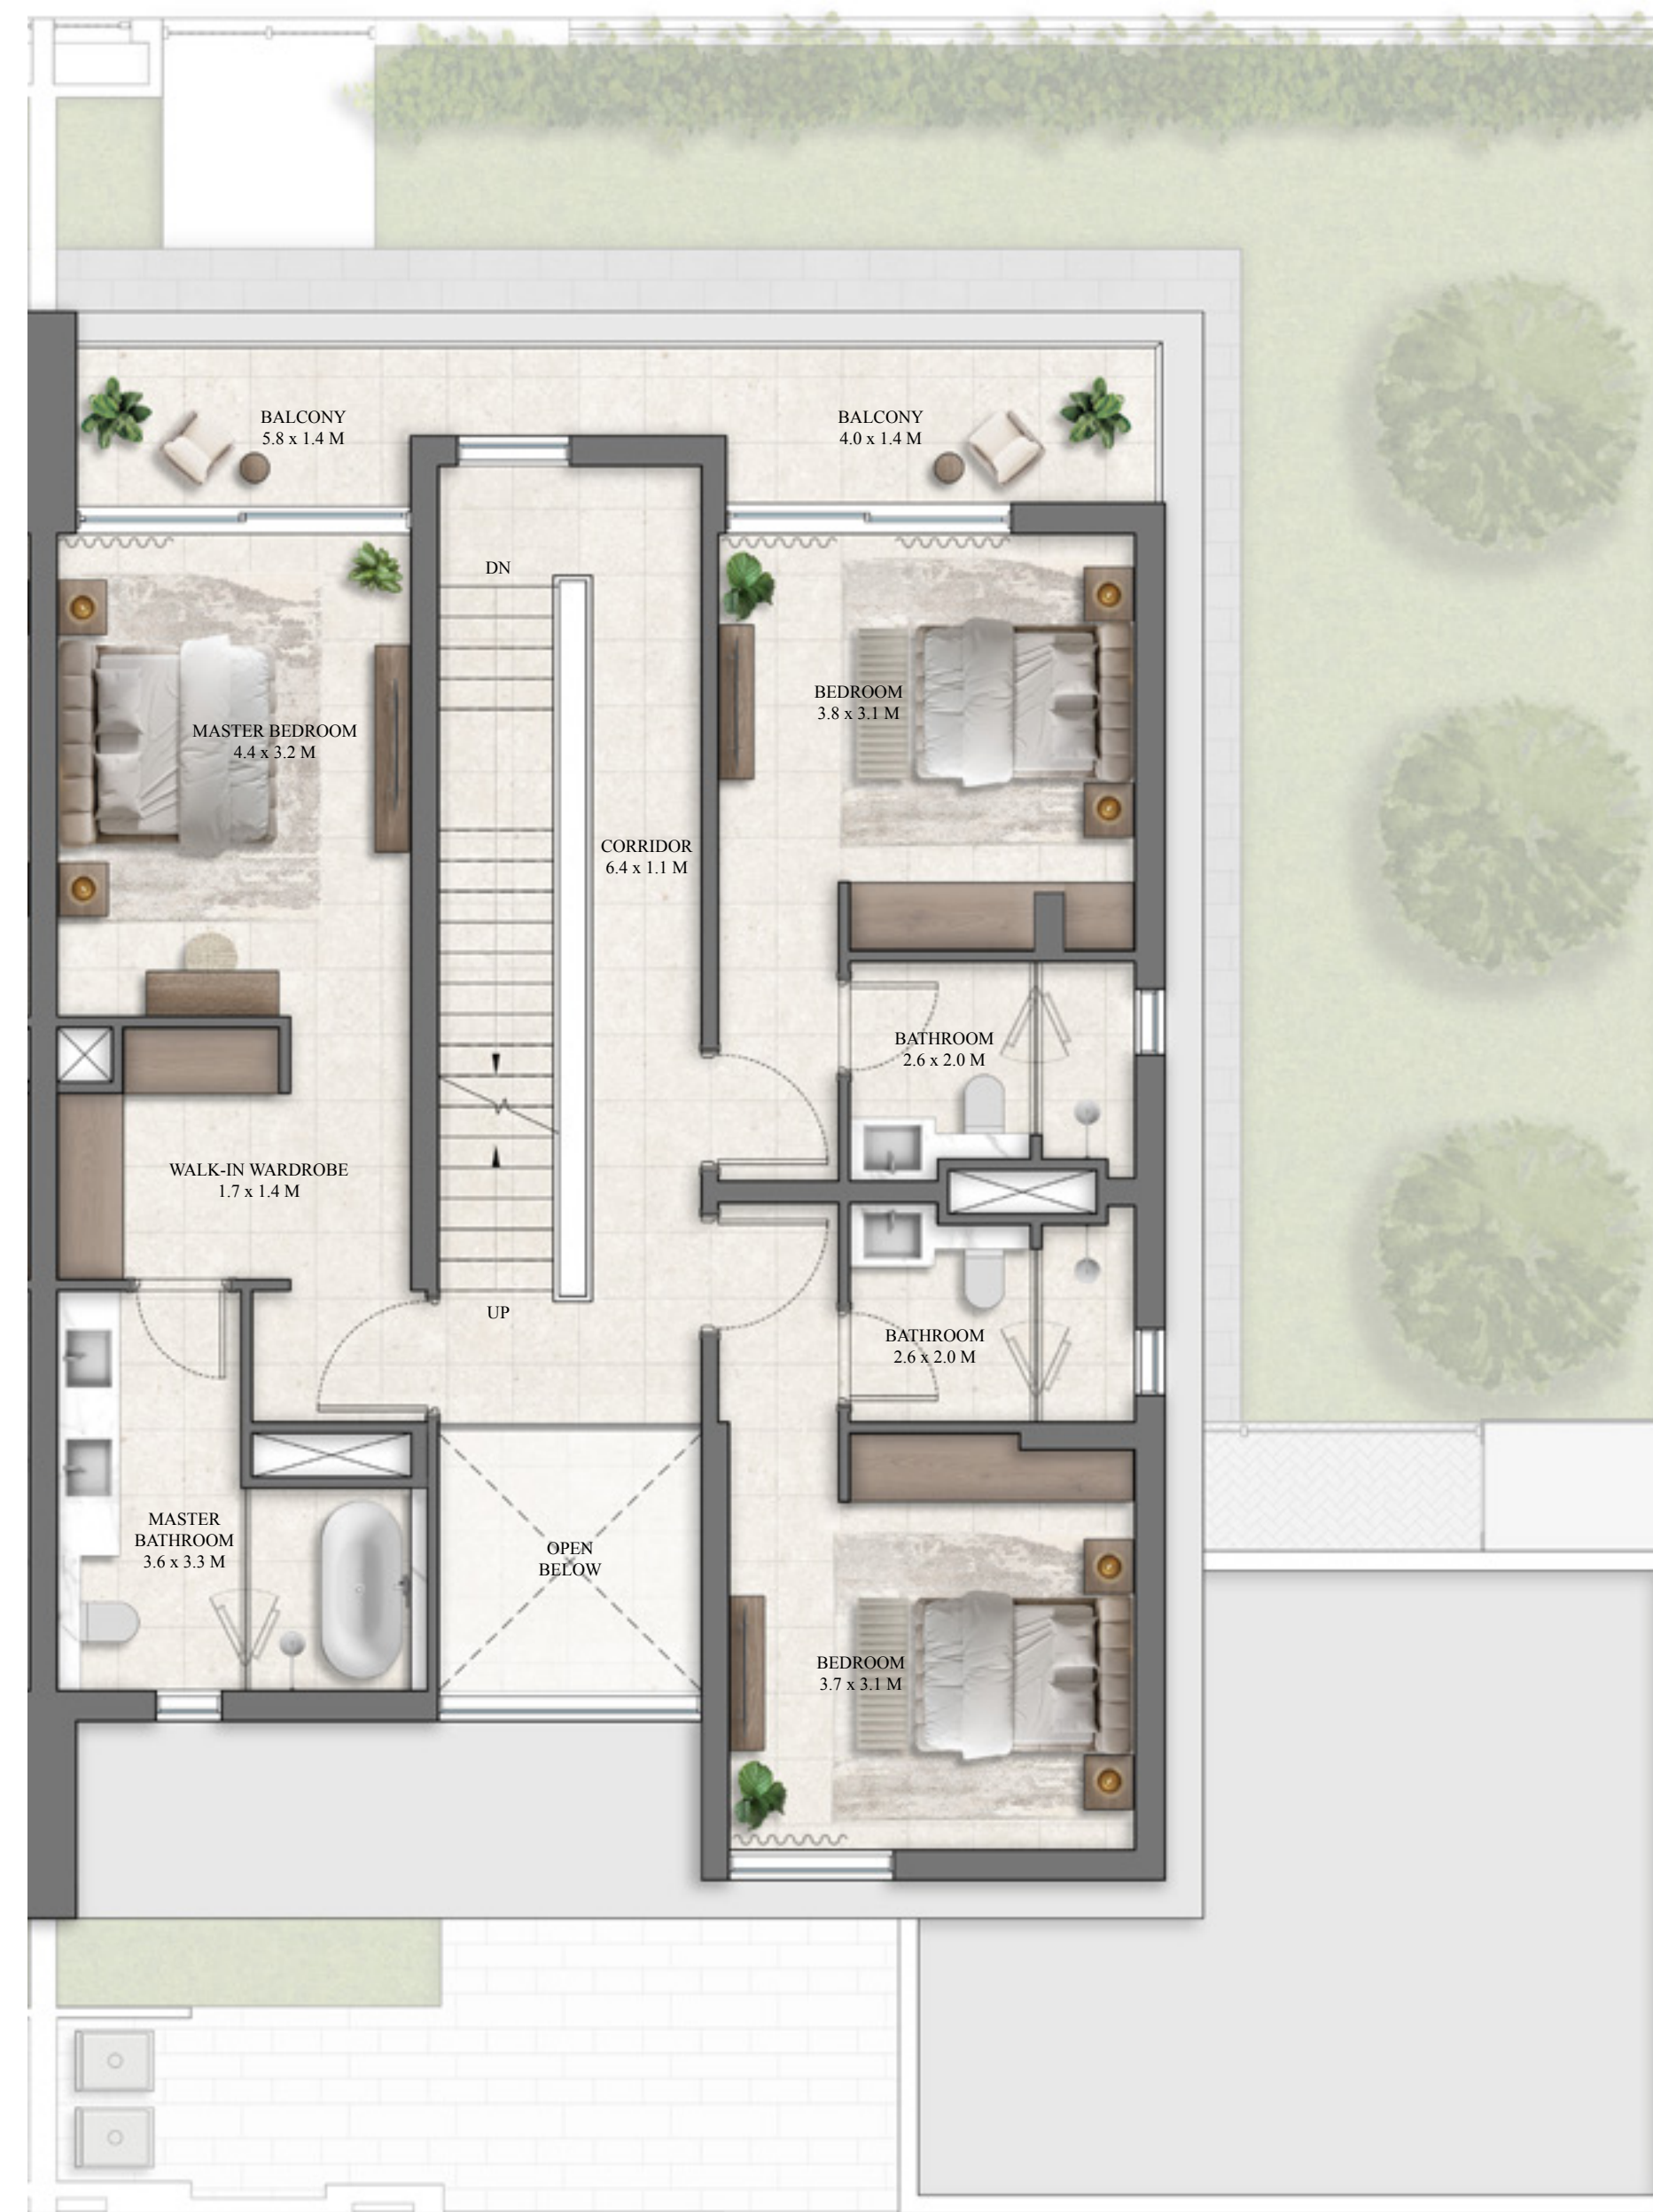 BALCONY
5.8 x 1.4 M
BALCONY
4.0 x 1.4 M
DN
BEDROOM
3.8 x 3.1 M
MASTER BEDROOM
4.4 x 3.2 M
CORRIDOR
6.4 x 1.1 M
BATHROOM
2.6 x 2.0 M
WALK-IN WARDROBE
1.7 x 1.4 M
UP
BATHROOM
2.6 x 2.0 M
MASTER
BATHROOM
3.6 x 3.3 M
OPEN
BELOW
BEDROOM
3.7 x 3.1 M